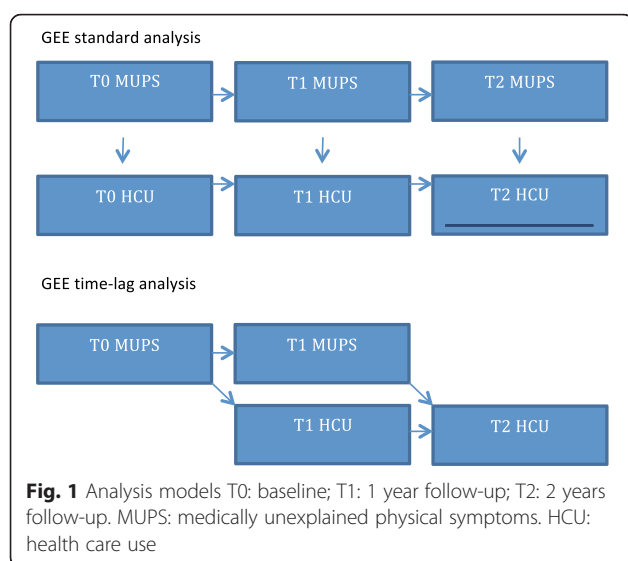 GEE standard analysis
T0 MUPS
T1 MUPS
T2 MUPS
T0 HCU
T1 HCU
T2 HCU
GEE time-lag analysis
T0 MUPS
T1 MUPS
T1 HCU
T2 HCU
Fig. 1 Analysis models T0: baseline; T1: 1 year follow-up; T2: 2 years
follow-up. MUPS: medically unexplained physical symptoms. HCU:
health care use